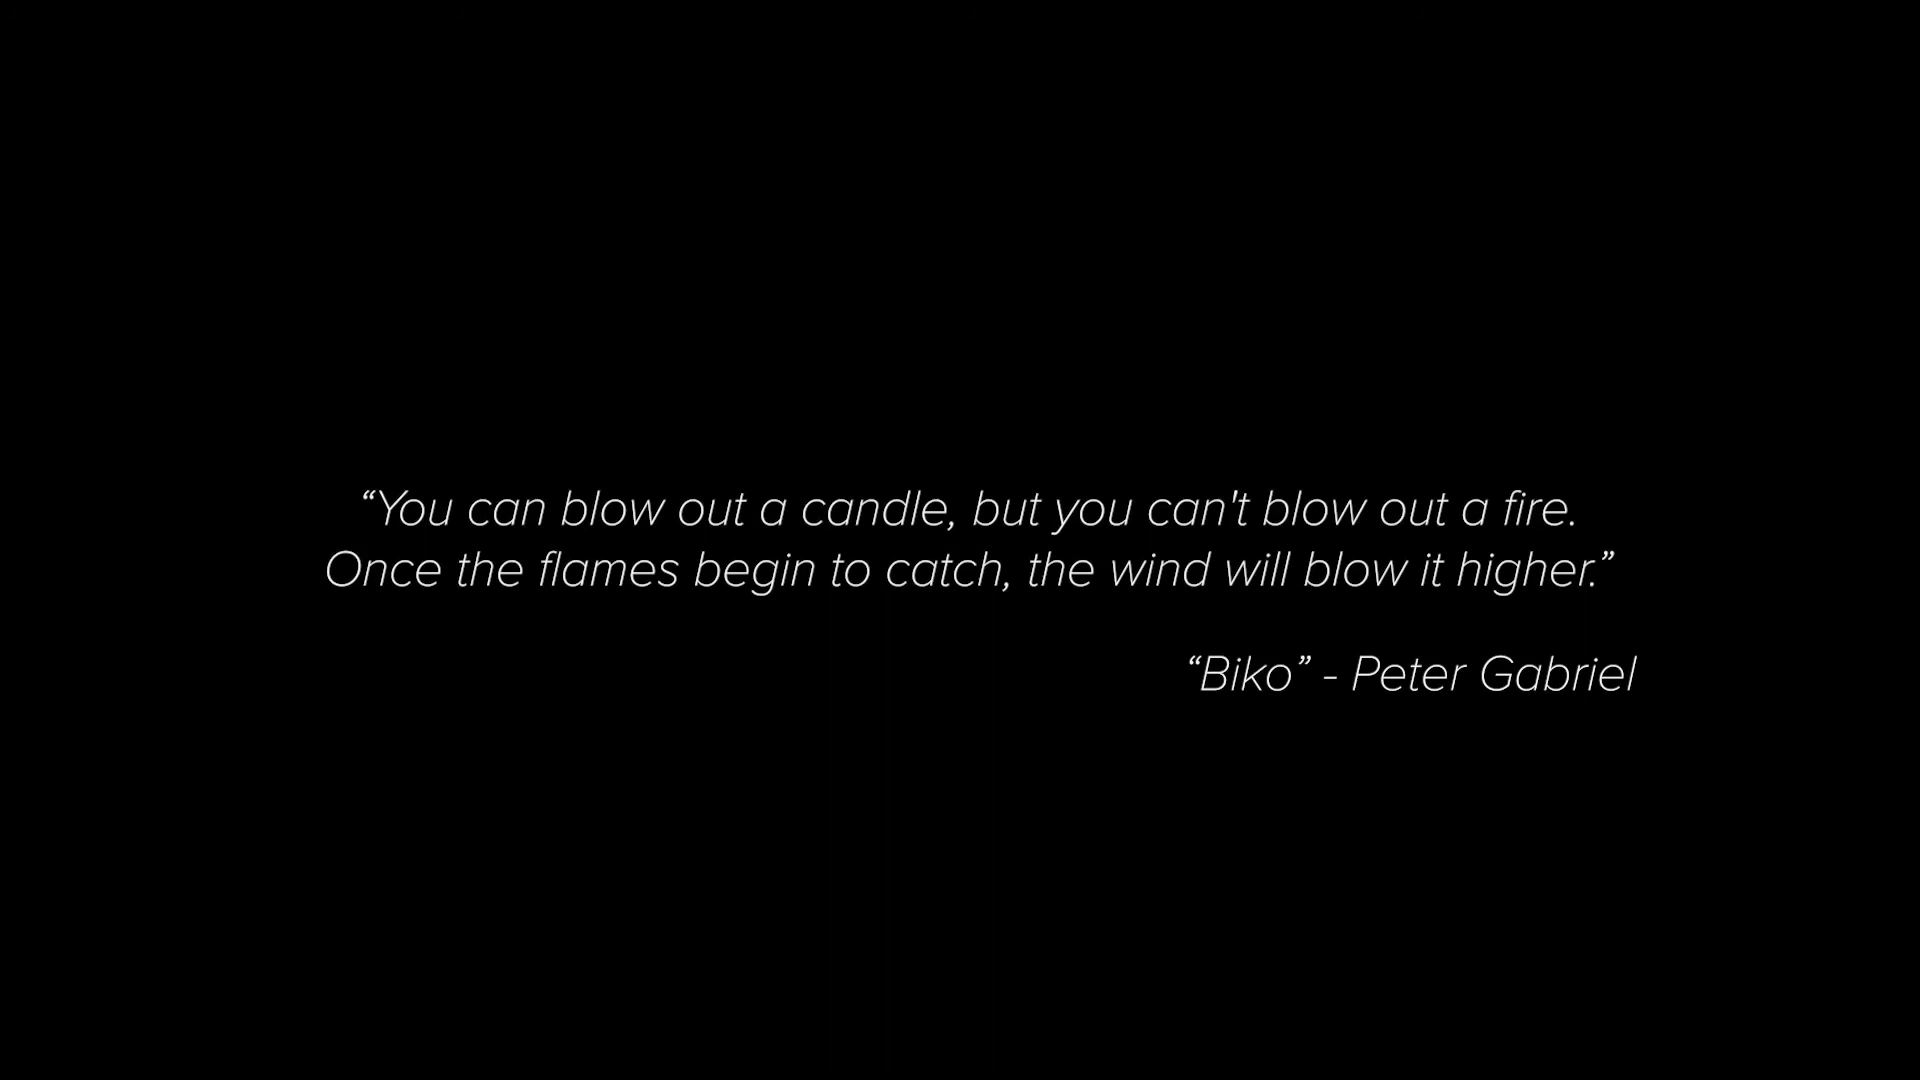 “You can blow out a candle, but you can't blow out a fire.
Once the flames begin to catch, the wind will blow it higher.”
“Biko” - Peter Gabriel